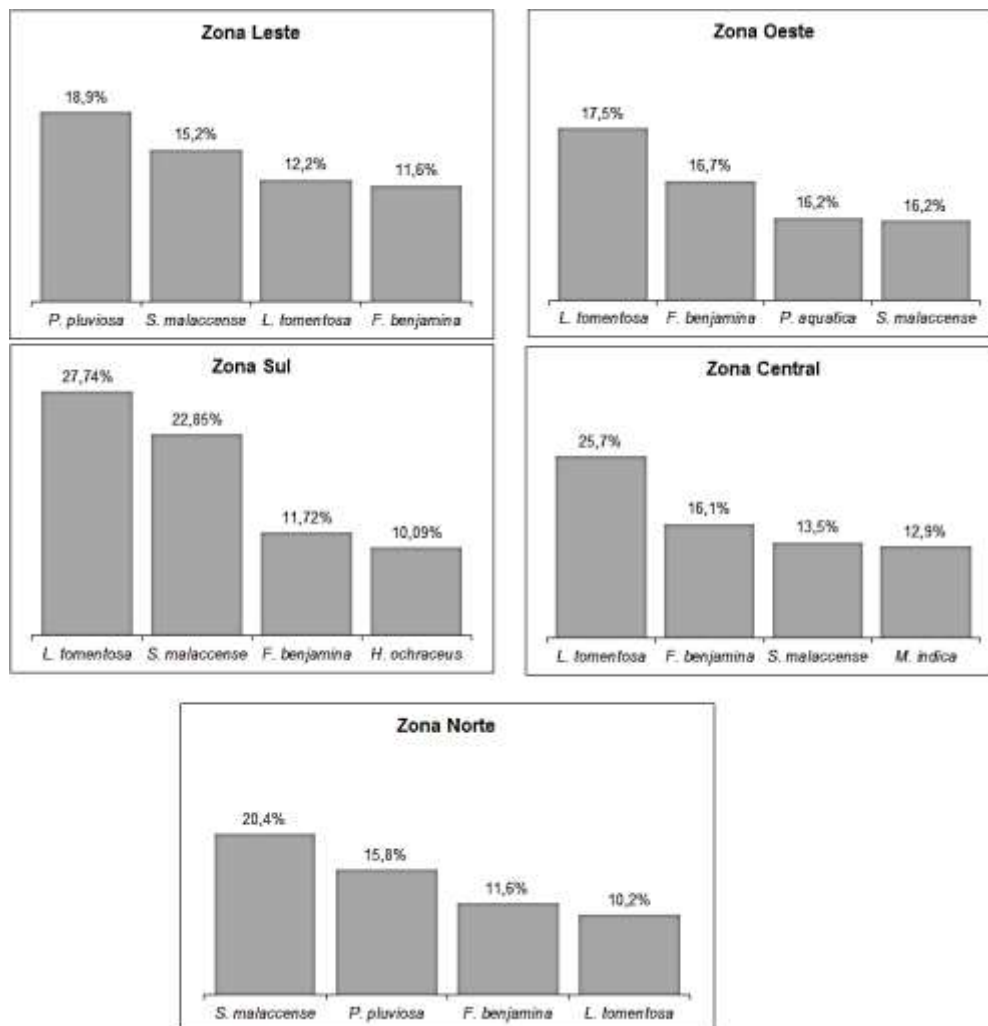 Zona Leste
18,9%
15,2%
12,2%
11,6%
P. pluviosa S. malaccense L. tomentosa F. benjamina
Zona Oeste
17,5%
16,7%
16,2% 16,2%
L. tomentosa F. benjamina P. aquatica S. malaccense
Zona Sul
27,74%
22,85%
11,72%
10,09%
L. tomentosa S. malaccense F. benjamina H. ochraceus
Zona Central
25,7%
16,1%
13,5%
12,9%
L. tomentosa F. benjamina S. malaccense M. indica
Zona Norte
20,4%
15,8%
11,6%
10,2%
S. malaccense P. pluviosa F. benjamina L. tomentosa